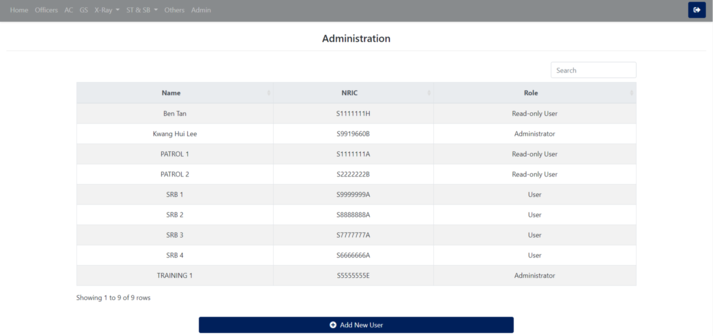 Home Officers AC GS X-Ray ST & SB Others Admin
Administration
Search
Name NRIC Role
Ben Tan S1111111H Read-only User
Kwang Hui Lee S9919660B Administrator
PATROL 1 S1111111A Read-only User
PATROL 2 S2222222B Read-only User
SRB 1 S9999999A User
SRB 2 S8888888A User
SRB 3 S7777777A User
SRB 4 S6666666A User
TRAINING 1 S5555555E Administrator
Showing 1 to 9 of 9 rows
Add New User